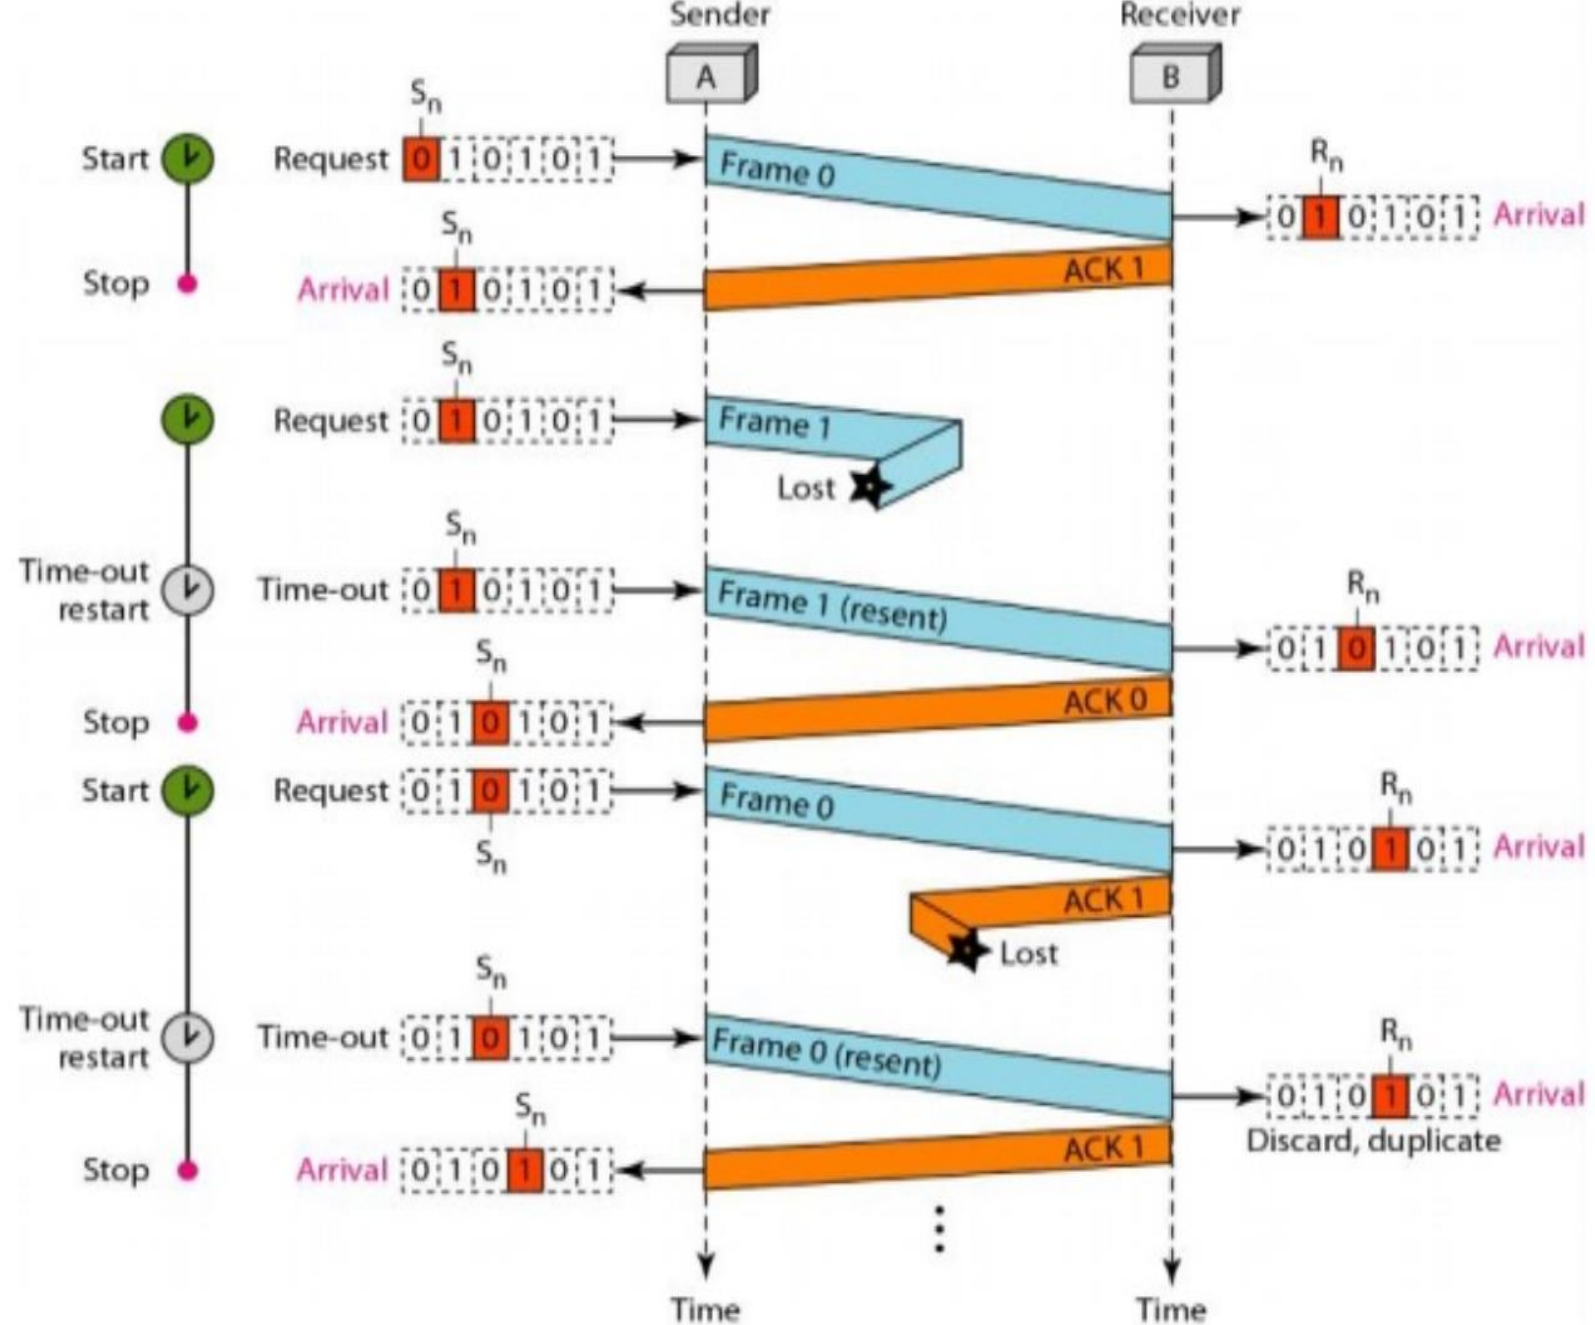 Sender Receiver
A B
Sn
Start Request 0 1 0 1 0 1 Frame 0
Rn
0 1 0 1 0 1 Arrival
Sn
ACK 1
Stop Arrival 0 1 0 1 0 1
Sn
Request 0 1 0 1 0 1 Frame 1
Lost
Sn
Time-out
restart
Time-out 0 1 0 1 0 1 Frame 1 (resent)
Rn
0 1 0 1 0 1 Arrival
Sn
ACK 0
Stop Arrival 0 1 0 1 0 1
Start Request 0 1 0 1 0 1 Frame 0
Sn
Rn
0 1 0 1 0 1 Arrival
ACK 1
Lost
Sn
Time-out
restart
Time-out 0 1 0 1 0 1 Frame 0 (resent)
Rn
0 1 0 1 0 1 Arrival
Discard, duplicate
Sn
ACK 1
Stop Arrival 0 1 0 1 0 1
Time Time